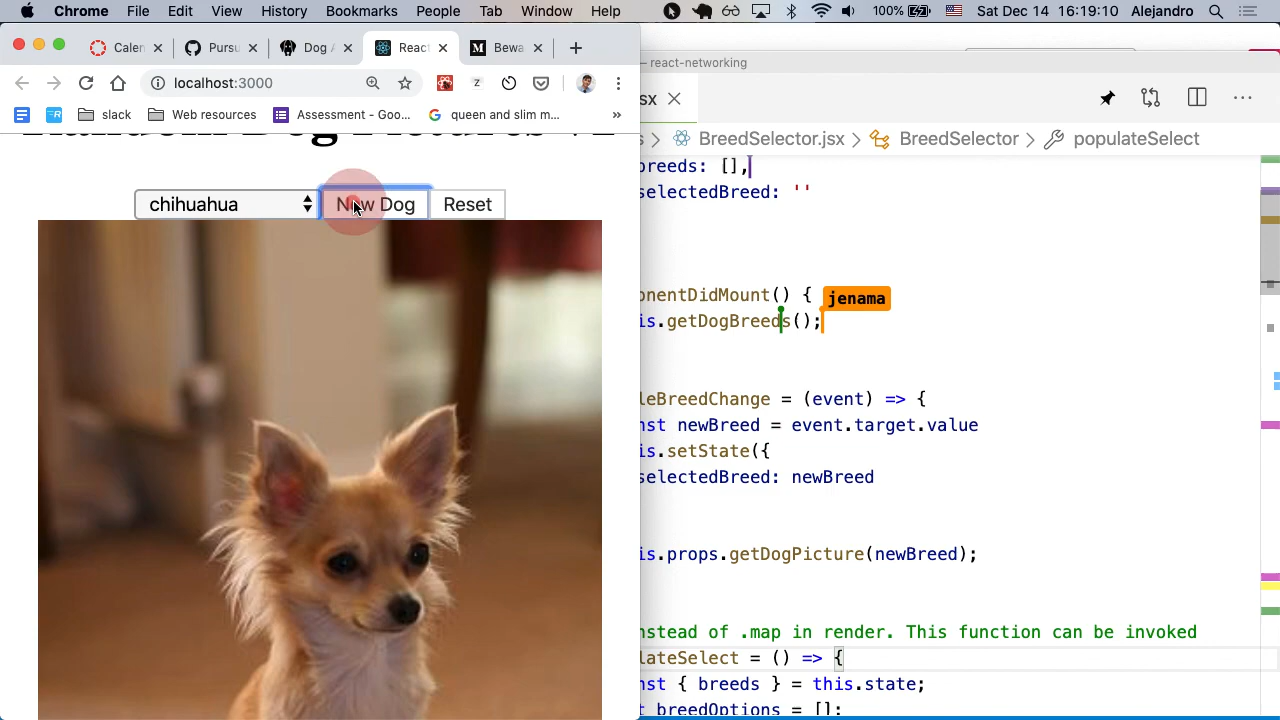 Chrome File Edit View History Bookmarks People Tab Window Help 100% Sat Dec 14 16:19:10 Alejandro
Calen Pursu Dog React Bewa
localhost:3000
Z
slack Web resources Assessment - Goo... queen and slim m... »
chihuahua New Dog Reset
— react-networking
sx
s BreedSelector.jsx BreedSelector populateSelect
breeds: [],
selectedBreed: ''
onentDidMount() { jenama
is.getDogBreeds();
leBreedChange = (event) => {
nst newBreed = event.target.value
is.setState({
selectedBreed: newBreed
is.props.getDogPicture(newBreed);
nstead of .map in render. This function can be invoked
lateSelect = () => {
nst { breeds } = this.state;
t breedOptions = [];